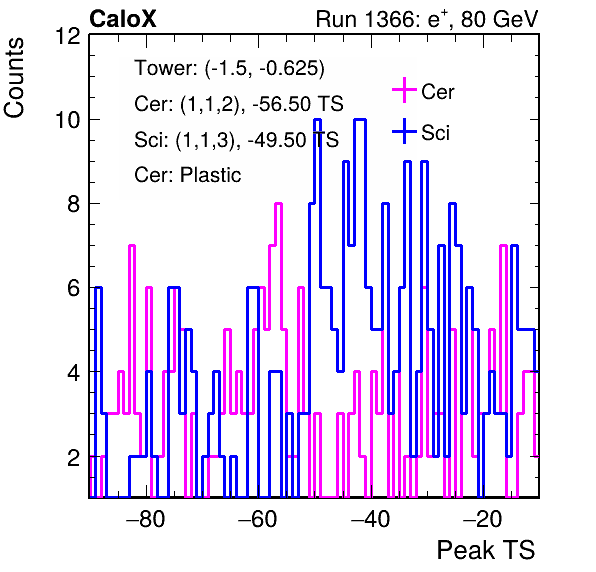 CaloX
Run 1366: e+, 80 GeV
Counts
12
10
8
6
4
2
Tower: (-1.5, -0.625)
Cer: (1,1,2), -56.50 TS
Sci: (1,1,3), -49.50 TS
Cer: Plastic
Cer
Sci
−80
−60
−40
−20
Peak TS